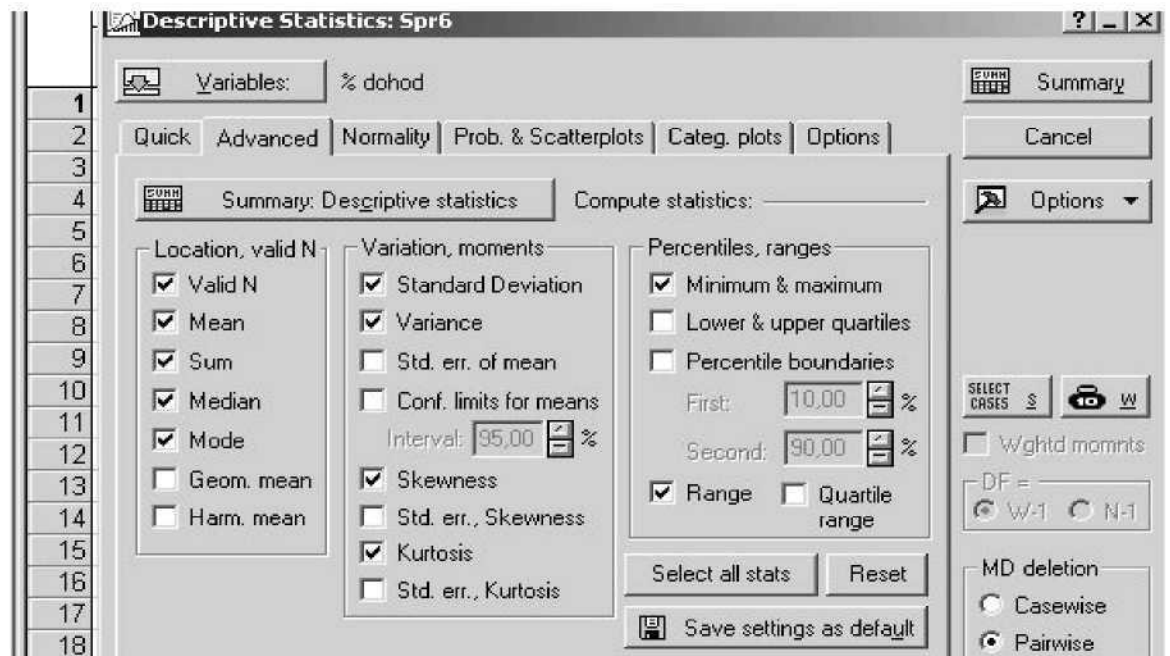 Descriptive Statistics: Spr6
? _ X
Variables:
% dohod
Quick
Advanced
Normality
Prob. & Scatterplots
Categ. plots
Options
Summary: Descriptive statistics
Compute statistics:
Location, valid N
Valid N
Mean
Sum
Median
Mode
Geom. mean
Harm. mean
Variation, moments
Standard Deviation
Variance
Std. err. of mean
Conf. limits for means
Interval: 95,00 %
Skewness
Std. err., Skewness
Kurtosis
Std. err., Kurtosis
Percentiles, ranges
Minimum & maximum
Lower & upper quartiles
Percentile boundaries
First: 10,00 %
Second: 90,00 %
Range
Quartile
range
Select all stats
Reset
Save settings as default
SUMM Summary
Cancel
Options
SELECT
CASES S
W
Wghtd momnts
DF =
W-1
N-1
MD deletion
Casewise
Pairwise
1
2
3
4
5
6
7
8
9
10
11
12
13
14
15
16
17
18